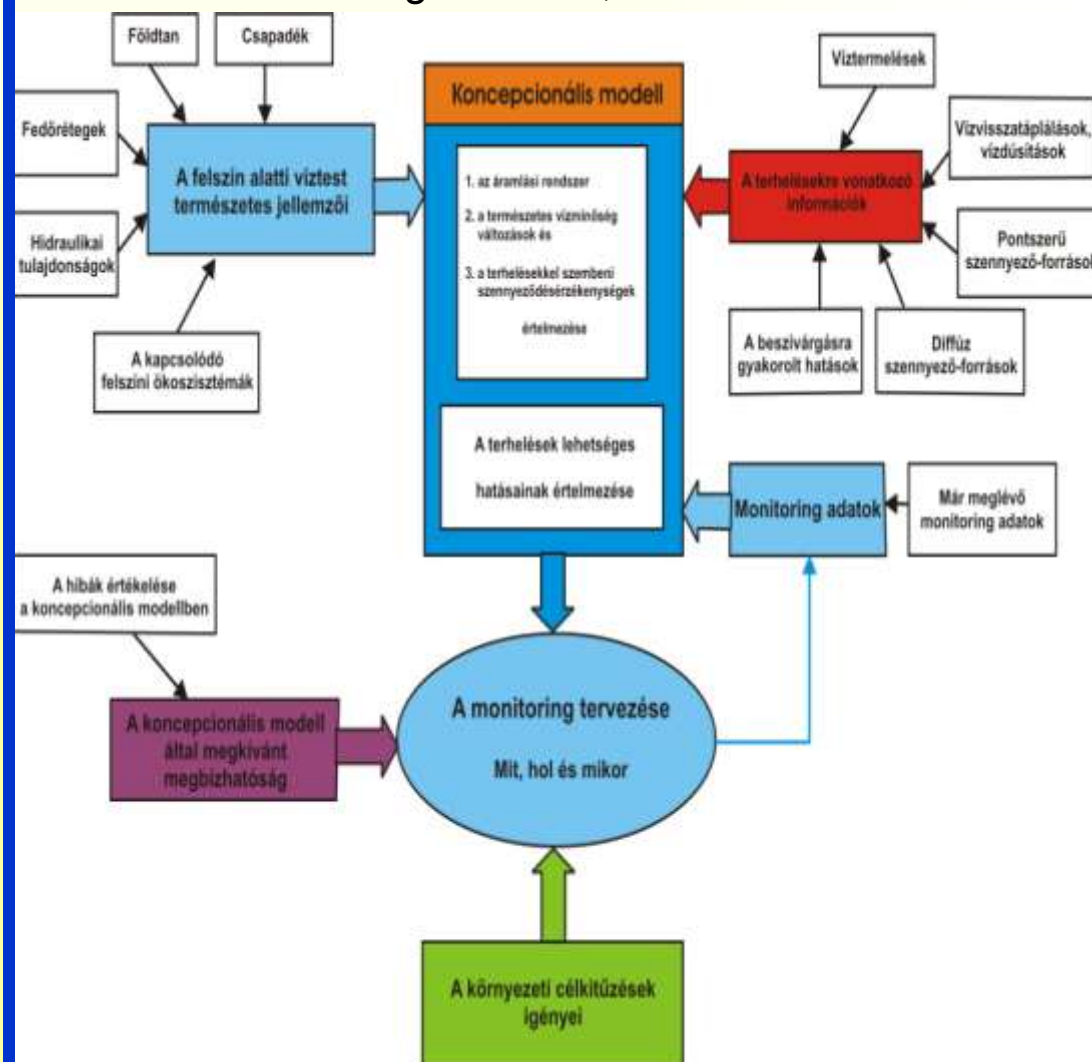 Földtan
Csapadék
Fedőrétegek
Hidraulikai
tulajdonságok
A felszín alatti víztest
természetes jellemzői
A kapcsolódó
felszíni ökoszisztémák
Koncepcionális modell
1. az áramlási rendszer
2. a természetes vízminőség
változások és
3. a terhelésekkel szembeni
szennyeződésérzékenységek
értelmezése
A terhelések lehetséges
hatásainak értelmezése
Víztermelések
Vízvisszatáplálások,
vízdúsítások
A terhelésekre vonatkozó
információk
Pontszerű
szennyező-források
A beszivárgásra
gyakorolt hatások
Diffúz
szennyező-források
Monitoring adatok
Már meglévő
monitoring adatok
A hibák értékelése
a koncepcionális modellben
A koncepcionális modell
által megkívánt
megbízhatóság
A monitoring tervezése
Mit, hol és mikor
A környezeti célkitűzések
igényei